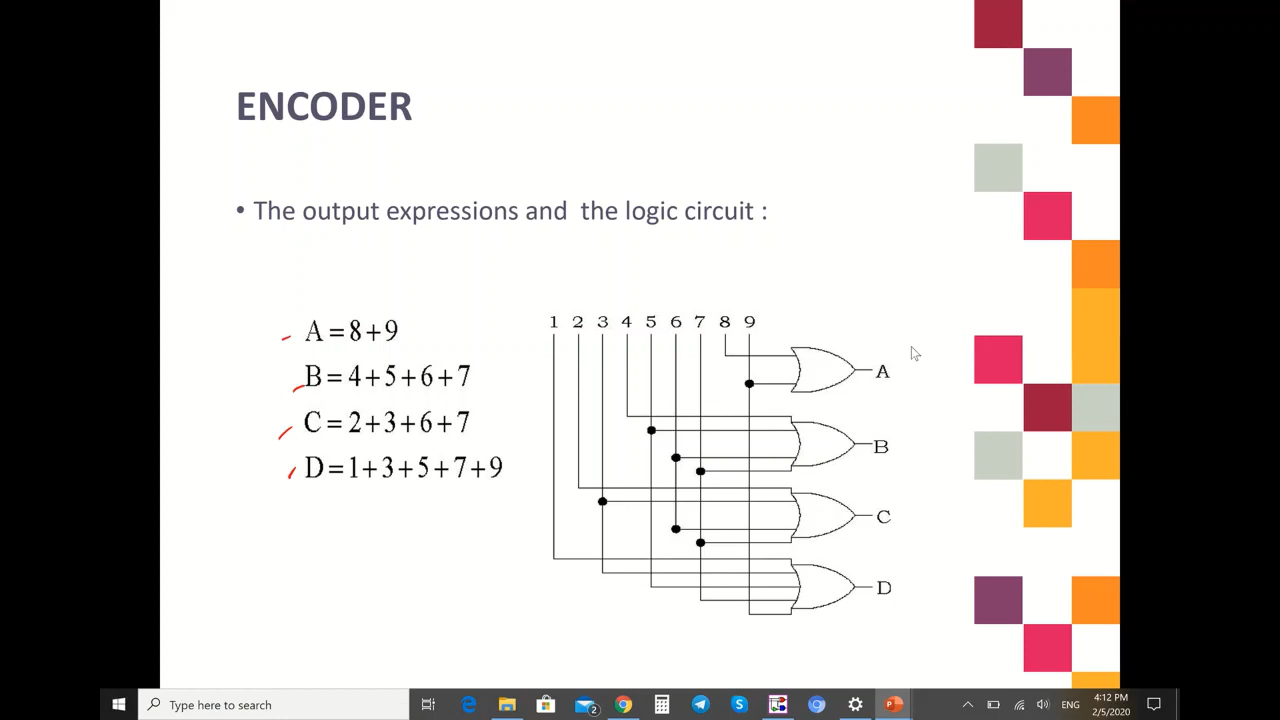 ENCODER
• The output expressions and the logic circuit :
A = 8+9
B = 4+5+6+7
C = 2+3+6+7
D = 1+3+5+7+9
1 2 3 4 5 6 7 8 9
A
B
C
D
Type here to search
2
ENG
4:12 PM
2/5/2020